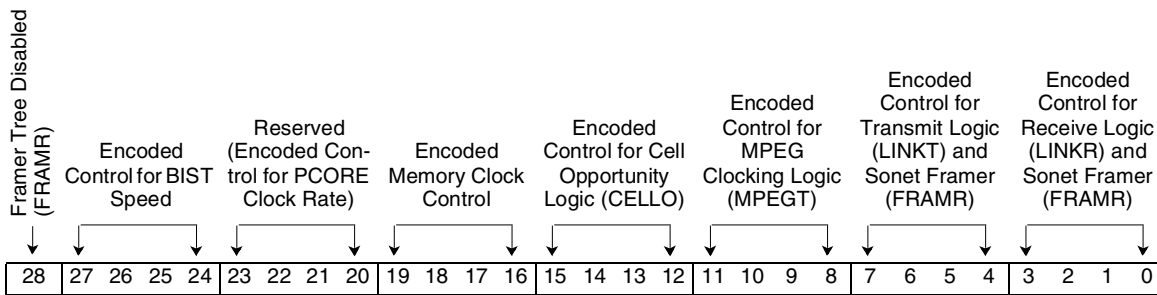 Framer Tree Disabled
(FRAMR)
Encoded
Control for BIST
Speed
Reserved
(Encoded Con-
trol for PCORE
Clock Rate)
Encoded
Memory Clock
Control
Encoded
Control for Cell
Opportunity
Logic (CELLO)
Encoded
Control for
MPEG
Clocking Logic
(MPEGT)
Encoded
Control for
Transmit Logic
(LINKT) and
Sonet Framer
(FRAMR)
Encoded
Control for
Receive Logic
(LINKR) and
Sonet Framer
(FRAMR)
28 27 26 25 24 23 22 21 20 19 18 17 16 15 14 13 12 11 10 9 8 7 6 5 4 3 2 1 0